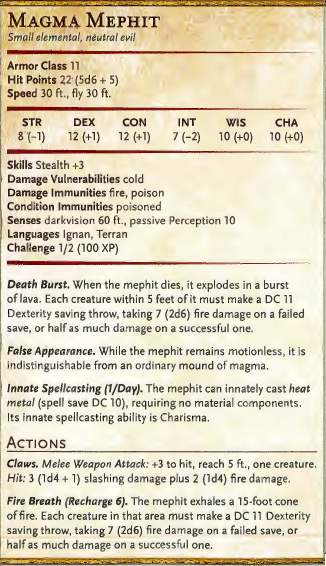 MAGMA MEPHIT
Small elemental, neutral evil
Armor Class 11
Hit Points 22 (5d6 + 5)
Speed 30 ft., fly 30 ft.
STR DEX CON INT WIS CHA
8 (−1) 12 (+1) 12 (+1) 7 (−2) 10 (+0) 10 (+0)
Skills Stealth +3
Damage Vulnerabilities cold
Damage Immunities fire, poison
Condition Immunities poisoned
Senses darkvision 60 ft., passive Perception 10
Languages Ignan, Terran
Challenge 1/2 (100 XP)
Death Burst. When the mephit dies, it explodes in a burst
of lava. Each creature within 5 feet of it must make a DC 11
Dexterity saving throw, taking 7 (2d6) fire damage on a failed
save, or half as much damage on a successful one.
False Appearance. While the mephit remains motionless, it is
indistinguishable from an ordinary mound of magma.
Innate Spellcasting (1/Day). The mephit can innately cast heat
metal (spell save DC 10), requiring no material components.
Its innate spellcasting ability is Charisma.
ACTIONS
Claws. Melee Weapon Attack: +3 to hit, reach 5 ft., one creature.
Hit: 3 (1d4 + 1) slashing damage plus 2 (1d4) fire damage.
Fire Breath (Recharge 6). The mephit exhales a 15-foot cone
of fire. Each creature in that area must make a DC 11 Dexterity
saving throw, taking 7 (2d6) fire damage on a failed save, or
half as much damage on a successful one.